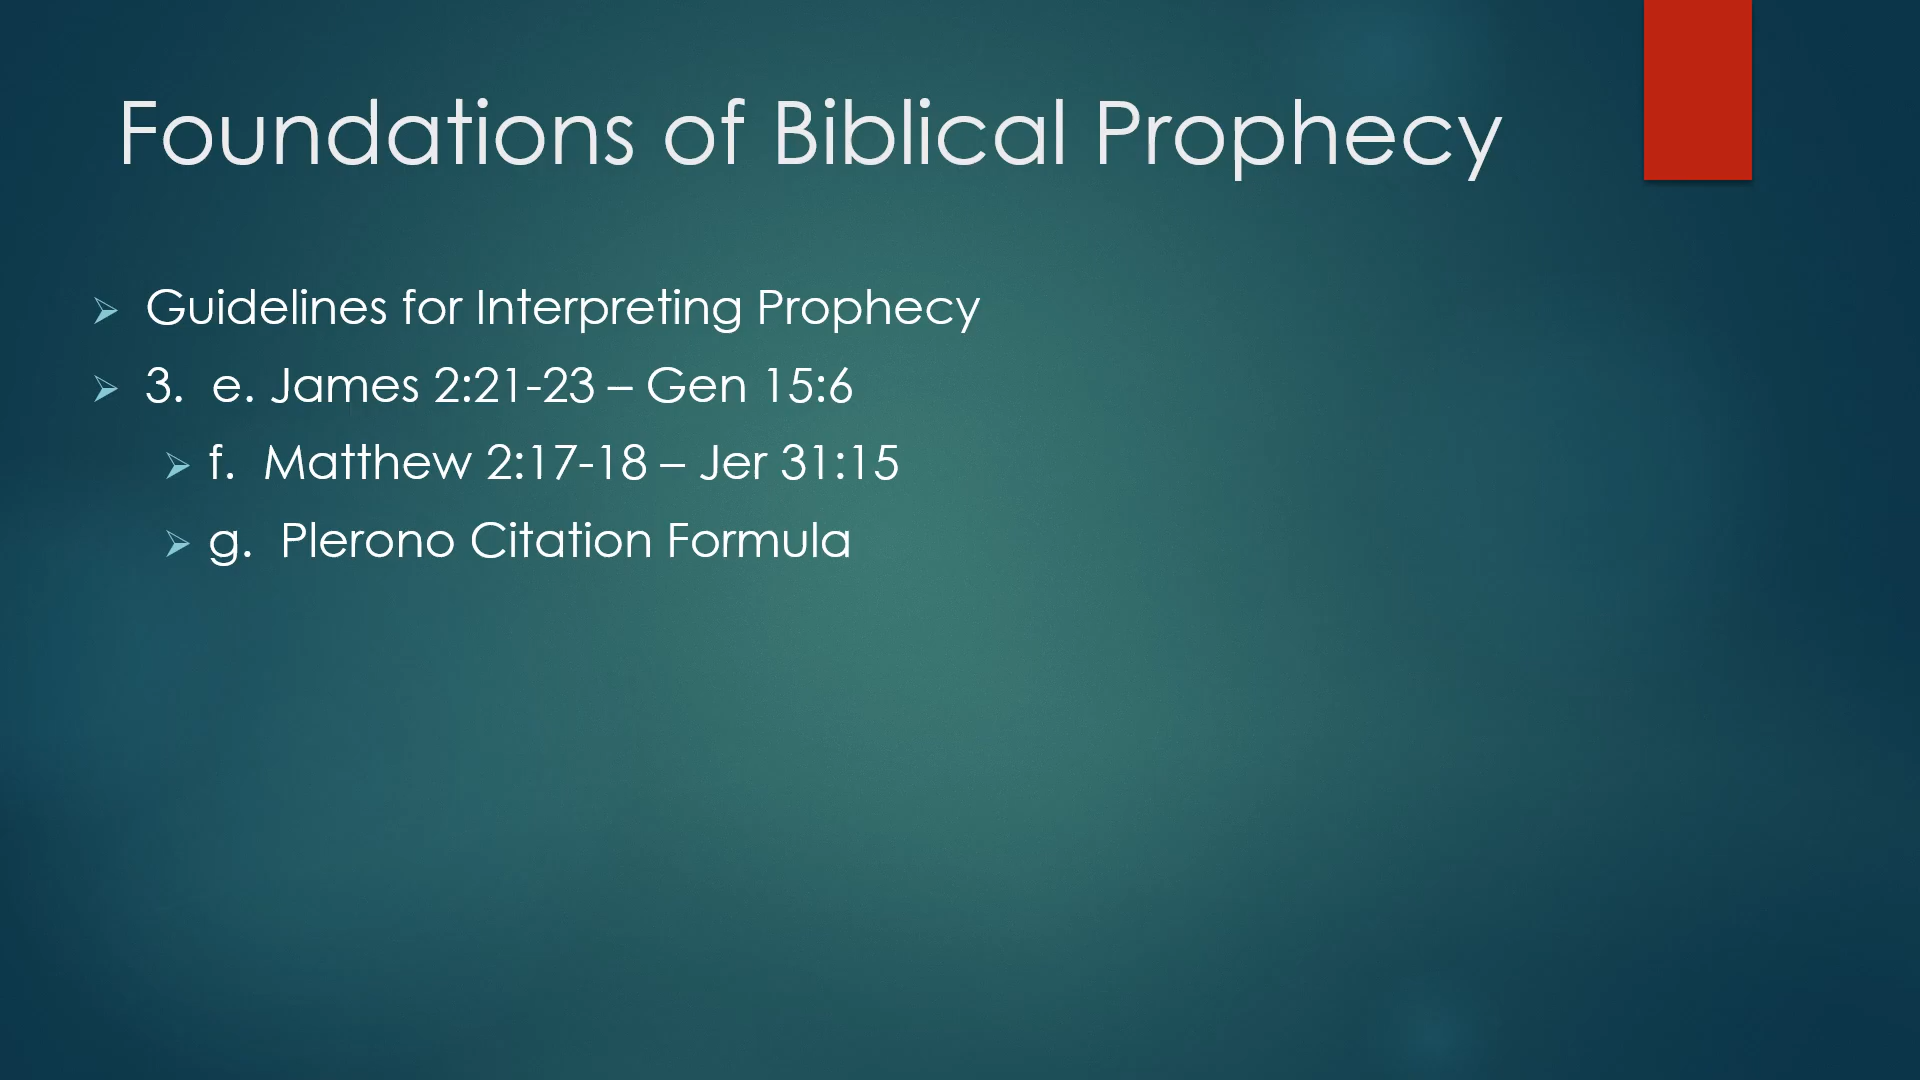 Foundations of Biblical Prophecy
Guidelines for Interpreting Prophecy
3. e. James 2:21-23 – Gen 15:6
f. Matthew 2:17-18 – Jer 31:15
g. Plerono Citation Formula